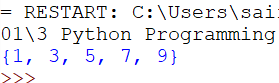 = RESTART: C:\Users\sai
01\3 Python Programming
{1, 3, 5, 7, 9}
>>>